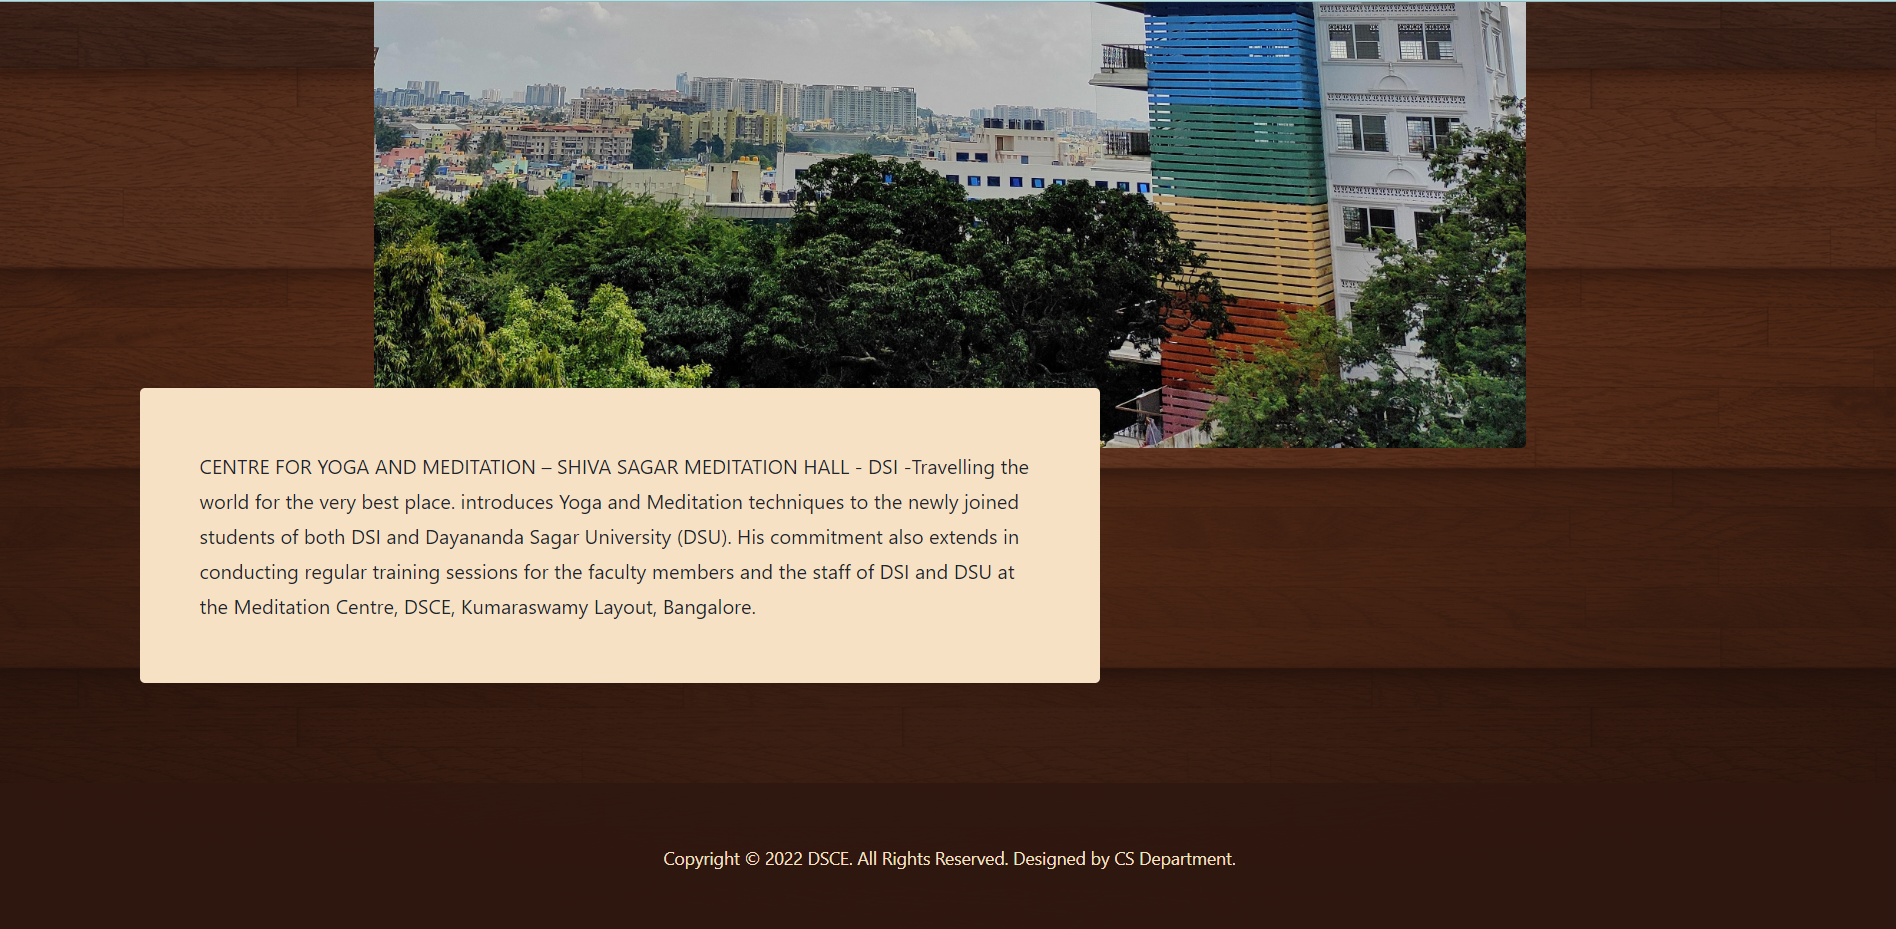 CENTRE FOR YOGA AND MEDITATION – SHIVA SAGAR MEDITATION HALL - DSI -Travelling the
world for the very best place. introduces Yoga and Meditation techniques to the newly joined
students of both DSI and Dayananda Sagar University (DSU). His commitment also extends in
conducting regular training sessions for the faculty members and the staff of DSI and DSU at
the Meditation Centre, DSCE, Kumaraswamy Layout, Bangalore.
Copyright © 2022 DSCE. All Rights Reserved. Designed by CS Department.